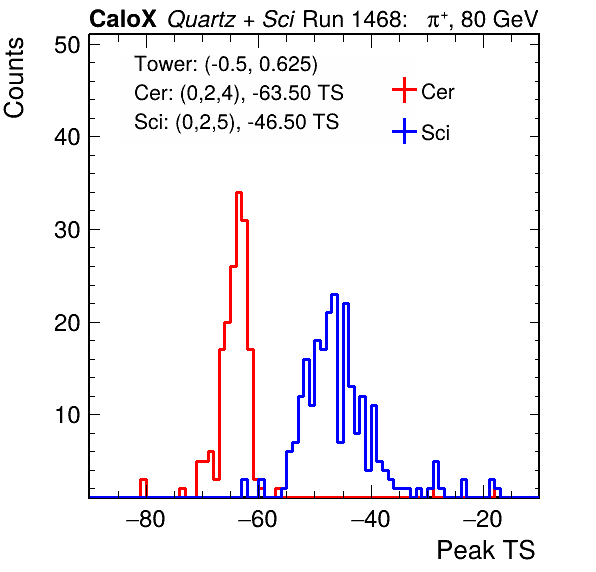 CaloX Quartz + Sci Run 1468: π⁺, 80 GeV
Counts
50
40
30
20
10
Tower: (-0.5, 0.625)
Cer: (0,2,4), -63.50 TS
Sci: (0,2,5), -46.50 TS
Cer
Sci
−80 −60 −40 −20
Peak TS